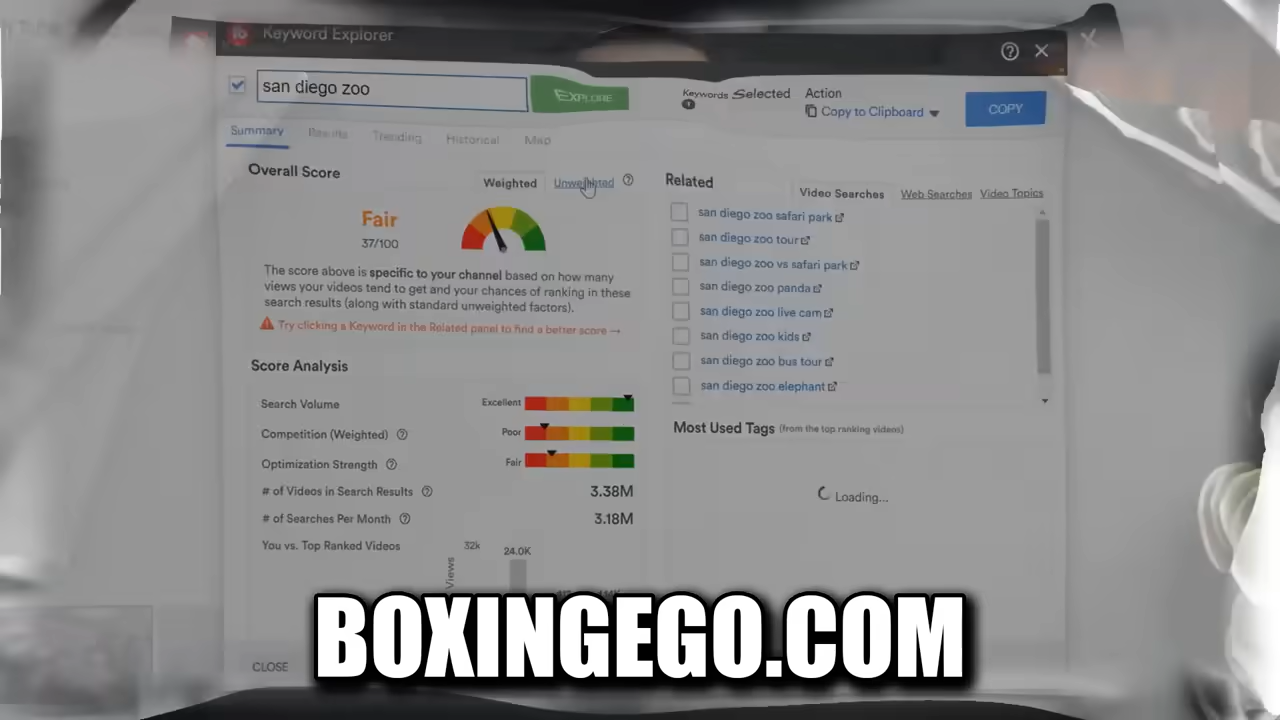 Keyword Explorer
san diego zoo
EXPLORE
Keywords Selected
Action
Copy to Clipboard
COPY
Summary
Results
Trending
Historical
Map
Overall Score
Weighted
Unweighted
Fair
37/100
The score above is specific to your channel based on how many
views your videos tend to get and your chances of ranking in these
search results (along with standard unweighted factors).
Try clicking a Keyword in the Related panel to find a better score →
Related
Video Searches
Web Searches
Video Topics
san diego zoo safari park
san diego zoo tour
san diego zoo vs safari park
san diego zoo panda
san diego zoo live cam
san diego zoo kids
san diego zoo bus tour
san diego zoo elephant
Score Analysis
Search Volume
Excellent
Competition (Weighted)
Poor
Optimization Strength
Fair
# of Videos in Search Results
3.38M
# of Searches Per Month
3.18M
You vs. Top Ranked Videos
32k
24.0K
Views
Most Used Tags (from the top ranking videos)
Loading...
CLOSE
BOXINGEGO.COM